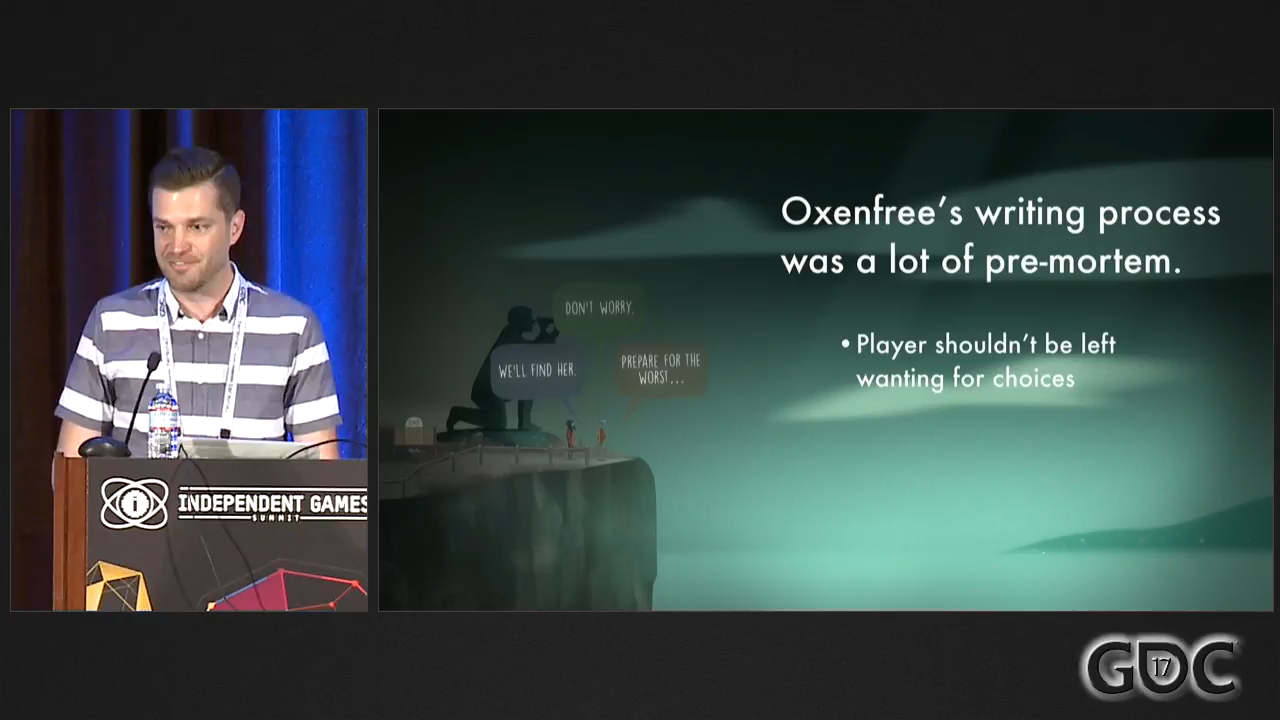 Oxenfree's writing process
was a lot of pre-mortem.
• Player shouldn't be left
wanting for choices
DON'T WORRY.
WE'LL FIND HER.
PREPARE FOR THE
WORST...
INDEPENDENT GAMES
SUMMIT
GDC
17